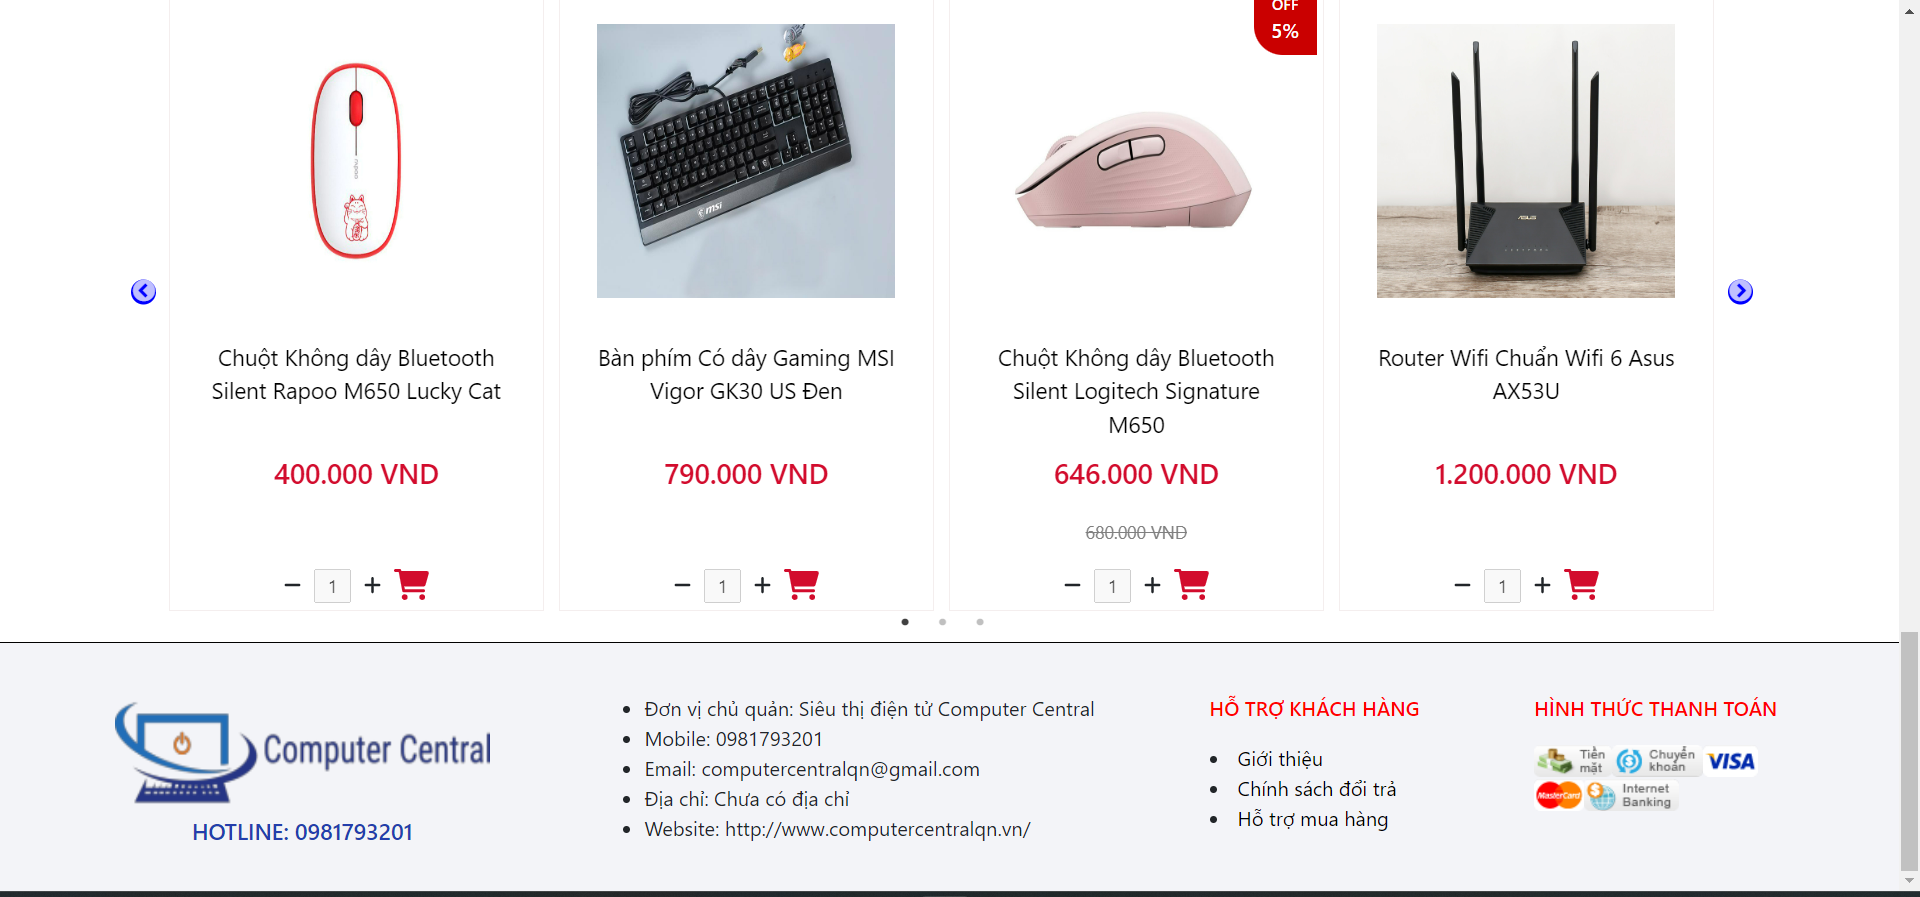 OFF
5%
rapoo
msi
ASUS
Chuột Không dây Bluetooth
Silent Rapoo M650 Lucky Cat
400.000 VND
1
Bàn phím Có dây Gaming MSI
Vigor GK30 US Đen
790.000 VND
1
Chuột Không dây Bluetooth
Silent Logitech Signature
M650
646.000 VND
680.000 VND
1
Router Wifi Chuẩn Wifi 6 Asus
AX53U
1.200.000 VND
1
Computer Central
HOTLINE: 0981793201
Đơn vị chủ quản: Siêu thị điện tử Computer Central
Mobile: 0981793201
Email: computercentralqn@gmail.com
Địa chỉ: Chưa có địa chỉ
Website: http://www.computercentralqn.vn/
HỖ TRỢ KHÁCH HÀNG
Giới thiệu
Chính sách đổi trả
Hỗ trợ mua hàng
HÌNH THỨC THANH TOÁN
Tiền
mặt
Chuyển
khoản
VISA
MasterCard
Internet
Banking